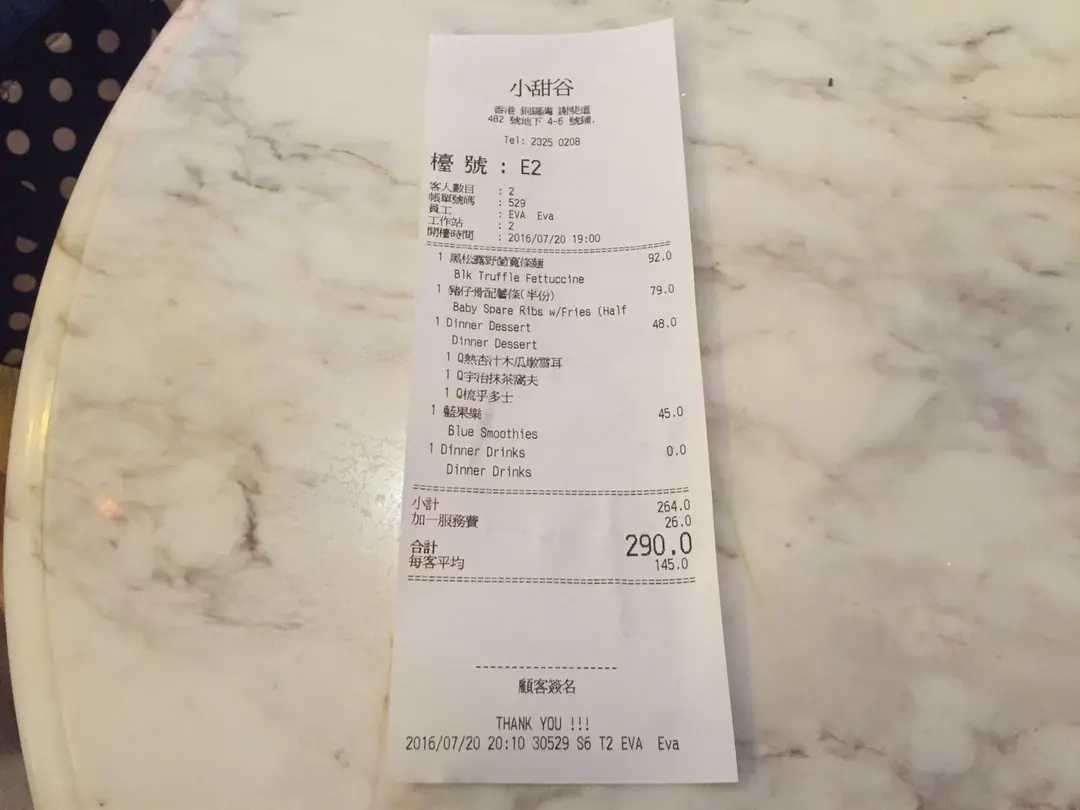 小甜谷
香港 銅鑼灣 謝斐道
482 號地下 4-6 號鋪.
Tel: 2325 0208
檯 號 : E2
客人數目 : 2
帳單號碼 : 529
員工 : EVA Eva
工作站 : 2
開檯時間 : 2016/07/20 19:00
1 黑松露野菌寬條麵 92.0
Blk Truffle Fettuccine
1 豬仔骨配薯條(半份) 79.0
Baby Spare Ribs w/Fries (Half
1 Dinner Dessert 48.0
Dinner Dessert
1 Q熱杏汁木瓜燉雪耳
1 Q宇治抹茶窩夫
1 Q梳乎多士
1 藍果樂 45.0
Blue Smoothies
1 Dinner Drinks 0.0
Dinner Drinks
小計 264.0
加一服務費 26.0
合計 290.0
每客平均 145.0
顧客簽名
THANK YOU !!!
2016/07/20 20:10 30529 S6 T2 EVA Eva